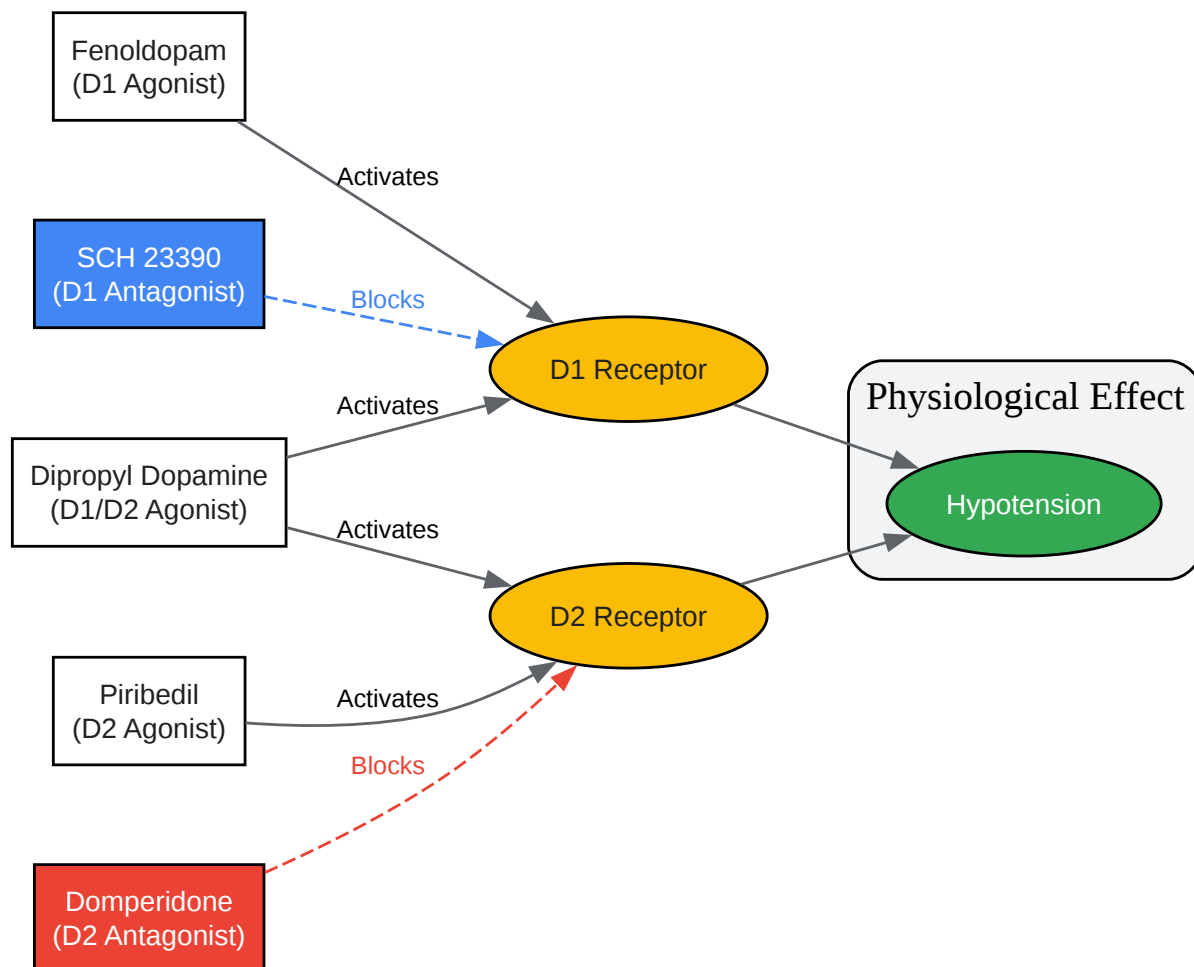 Fenoldopam
(D1 Agonist)
Activates
SCH 23390
(D1 Antagonist)
Blocks
D1 Receptor
Physiological Effect
Activates
Dipropyl Dopamine
(D1/D2 Agonist)
Hypotension
Activates
D2 Receptor
Piribedil
(D2 Agonist)
Activates
Blocks
Domperidone
(D2 Antagonist)